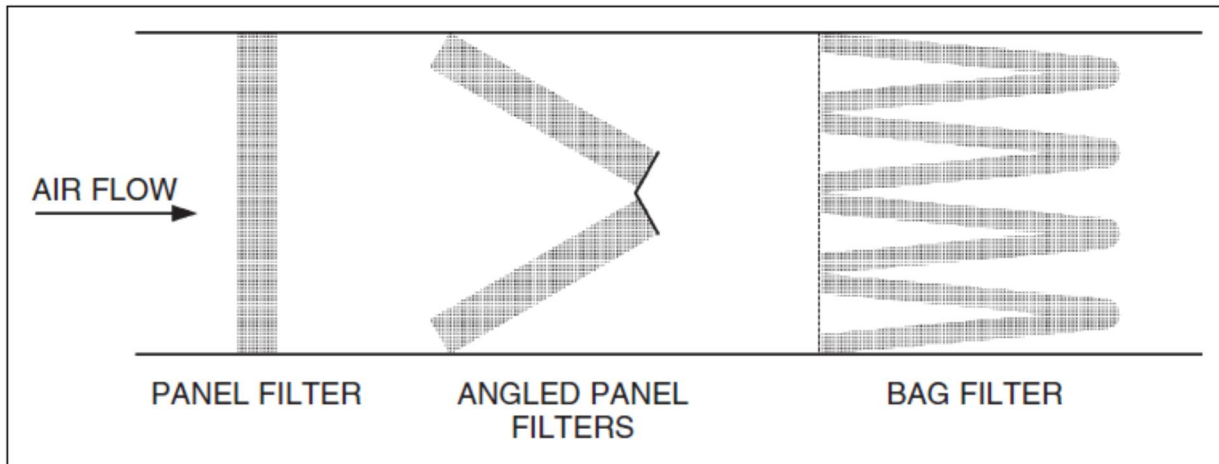 AIR FLOW
PANEL FILTER
ANGLED PANEL
FILTERS
BAG FILTER